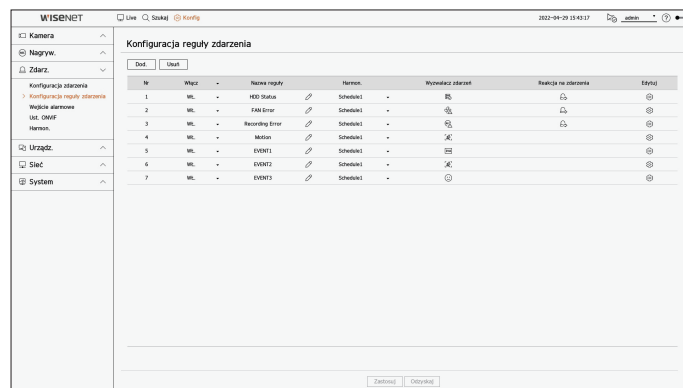 WISENET
Live Szukaj Konfig
2022-04-29 15:43:17 admin
Kamera
Nagryw.
Zdarz.
Konfiguracja zdarzenia
> Konfiguracja reguły zdarzenia
Wejście alarmowe
Ust. ONVIF
Harmon.
Urządz.
Sieć
System
Konfiguracja reguły zdarzenia
Dod. Usuń
Nr Włącz Nazwa reguły Harmon. Wyzwalacz zdarzeń Reakcja na zdarzenia Edytuj
1 WŁ. HDD Status Schedule1
2 WŁ. FAN Error Schedule1
3 WŁ. Recording Error Schedule1
4 WŁ. Motion Schedule1
5 WŁ. EVENT1 Schedule1
6 WŁ. EVENT2 Schedule1
7 WŁ. EVENT3 Schedule1
Zastosuj Odzyskaj